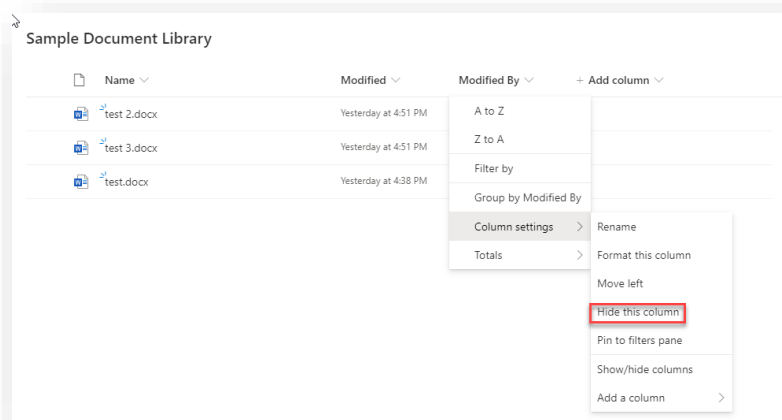 Sample Document Library
Name Modified Modified By + Add column
test 2.docx Yesterday at 4:51 PM
test 3.docx Yesterday at 4:51 PM
test.docx Yesterday at 4:38 PM
A to Z
Z to A
Filter by
Group by Modified By
Column settings
Totals
Rename
Format this column
Move left
Hide this column
Pin to filters pane
Show/hide columns
Add a column